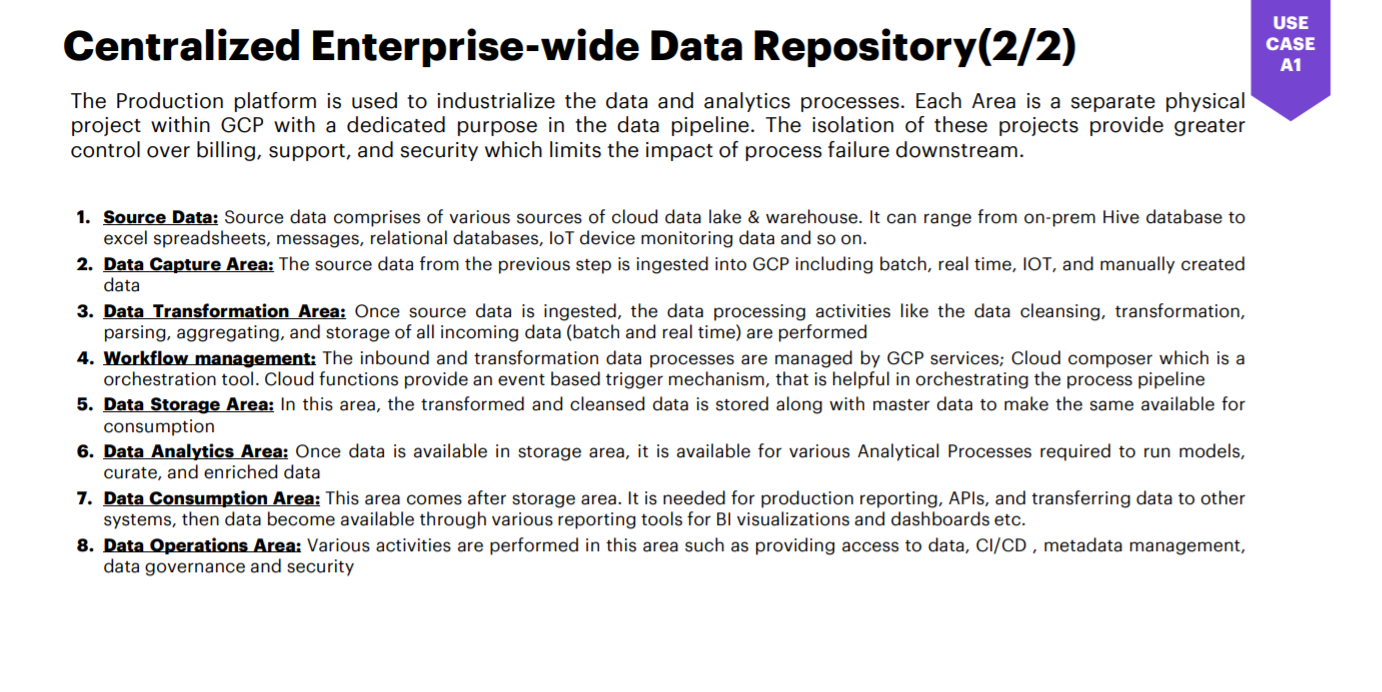 Centralized Enterprise-wide Data Repository(2/2)
USE
CASE
A1
The Production platform is used to industrialize the data and analytics processes. Each Area is a separate physical
project within GCP with a dedicated purpose in the data pipeline. The isolation of these projects provide greater
control over billing, support, and security which limits the impact of process failure downstream.
1. Source Data: Source data comprises of various sources of cloud data lake & warehouse. It can range from on-prem Hive database to
excel spreadsheets, messages, relational databases, IoT device monitoring data and so on.
2. Data Capture Area: The source data from the previous step is ingested into GCP including batch, real time, IOT, and manually created
data
3. Data Transformation Area: Once source data is ingested, the data processing activities like the data cleansing, transformation,
parsing, aggregating, and storage of all incoming data (batch and real time) are performed
4. Workflow management: The inbound and transformation data processes are managed by GCP services; Cloud composer which is a
orchestration tool. Cloud functions provide an event based trigger mechanism, that is helpful in orchestrating the process pipeline
5. Data Storage Area: In this area, the transformed and cleansed data is stored along with master data to make the same available for
consumption
6. Data Analytics Area: Once data is available in storage area, it is available for various Analytical Processes required to run models,
curate, and enriched data
7. Data Consumption Area: This area comes after storage area. It is needed for production reporting, APIs, and transferring data to other
systems, then data become available through various reporting tools for BI visualizations and dashboards etc.
8. Data Operations Area: Various activities are performed in this area such as providing access to data, CI/CD , metadata management,
data governance and security